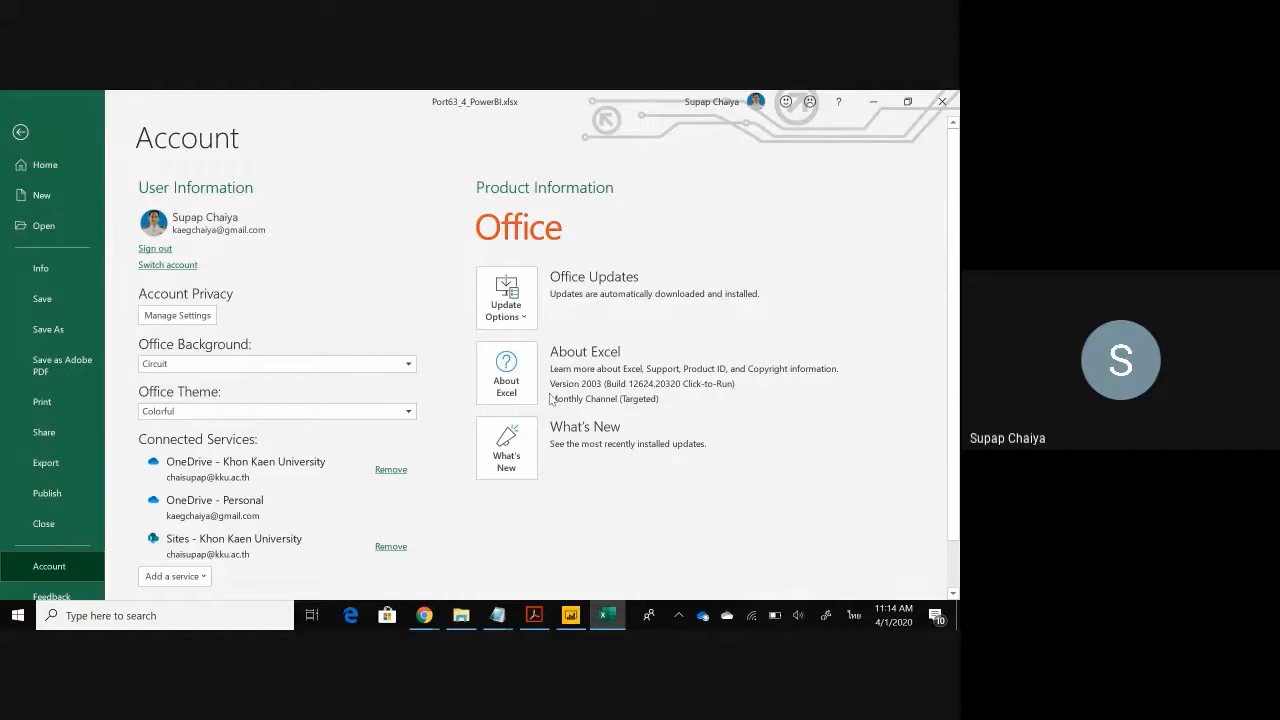 Port63_4_PowerBI.xlsx
Supap Chaiya
?
Account
Home
New
Open
Info
Save
Save As
Save as Adobe
PDF
Print
Share
Export
Publish
Close
Account
Feedback
User Information
Supap Chaiya
kaegchaiya@gmail.com
Sign out
Switch account
Account Privacy
Manage Settings
Office Background:
Circuit
Office Theme:
Colorful
Connected Services:
OneDrive - Khon Kaen University
chaisupap@kku.ac.th
Remove
OneDrive - Personal
kaegchaiya@gmail.com
Sites - Khon Kaen University
chaisupap@kku.ac.th
Remove
Add a service
Product Information
Office
Update
Options
Office Updates
Updates are automatically downloaded and installed.
About
Excel
About Excel
Learn more about Excel, Support, Product ID, and Copyright information.
Version 2003 (Build 12624.20320 Click-to-Run)
Monthly Channel (Targeted)
What's
New
What's New
See the most recently installed updates.
S
Supap Chaiya
Type here to search
ไทย
11:14 AM
4/1/2020
10